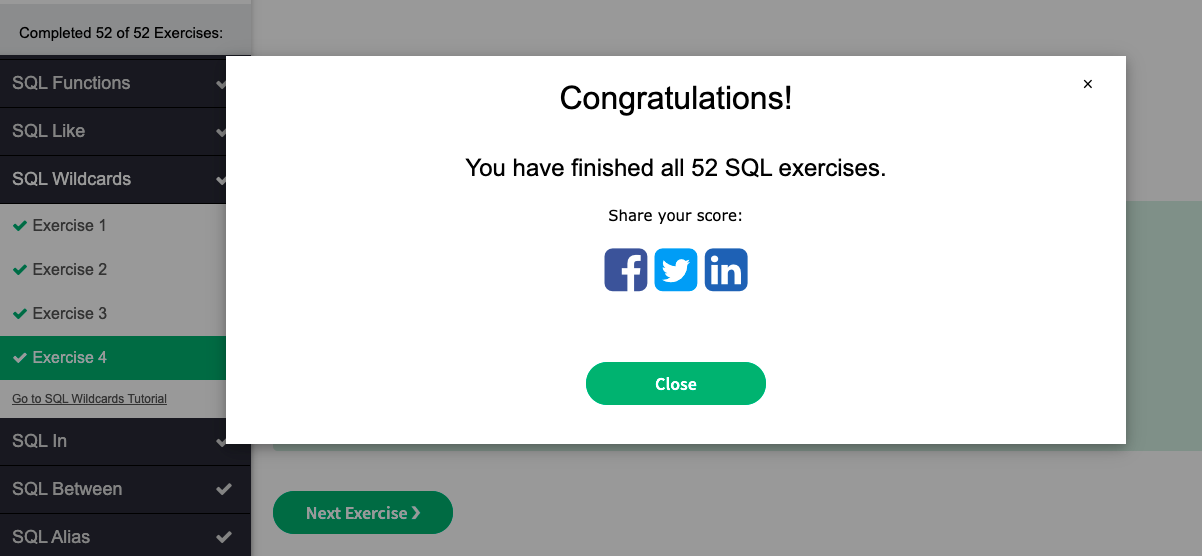 Completed 52 of 52 Exercises:
SQL Functions
SQL Like
SQL Wildcards
Exercise 1
Exercise 2
Exercise 3
Exercise 4
Go to SQL Wildcards Tutorial
SQL In
SQL Between
SQL Alias
×
Congratulations!
You have finished all 52 SQL exercises.
Share your score:
Close
Next Exercise ❯